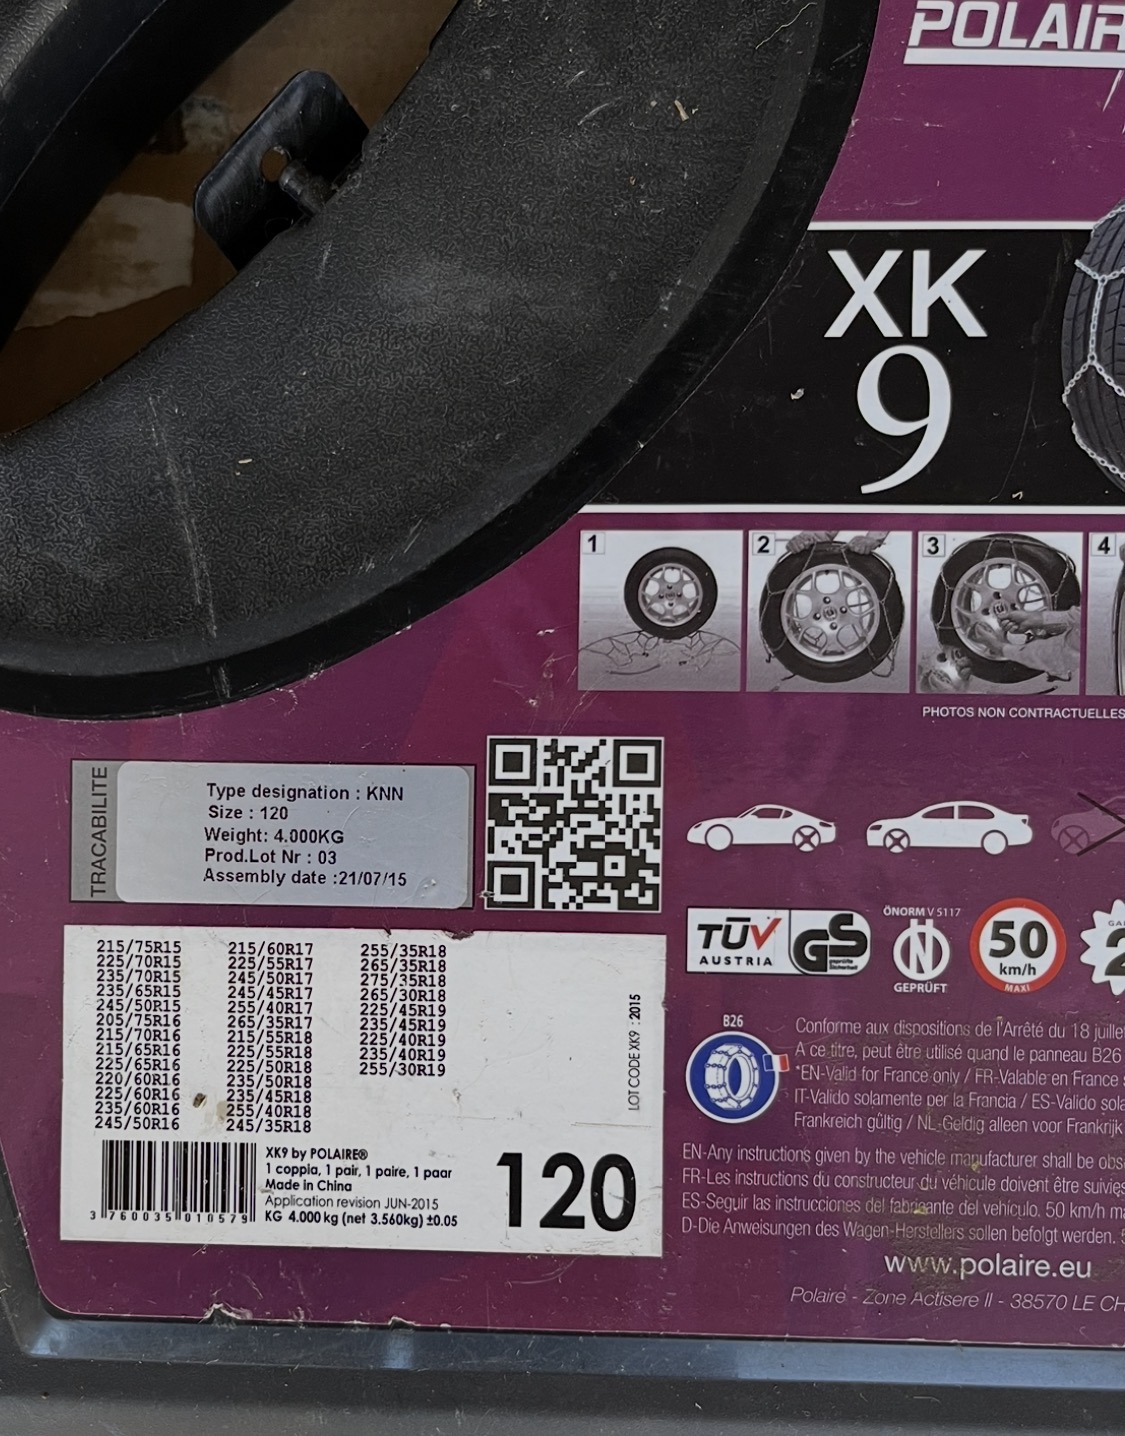 POLAIR
XK
9
1
2
3
4
PHOTOS NON CONTRACTUELLES
TRACABILITE
Type designation : KNN
Size : 120
Weight: 4.000KG
Prod.Lot Nr : 03
Assembly date :21/07/15
TÜV
AUSTRIA
GS
geprüfte
Sicherheit
ÖNORM V 5117
N
GEPRÜFT
50
km/h
MAXI
GA
2
215/75R15
225/70R15
235/70R15
235/65R15
245/50R15
205/75R16
215/70R16
215/65R16
225/65R16
220/60R16
225/60R16
235/60R16
245/50R16
215/60R17
225/55R17
245/50R17
245/45R17
255/40R17
265/35R17
215/55R18
225/55R18
225/50R18
235/50R18
235/45R18
255/40R18
245/35R18
255/35R18
265/35R18
275/35R18
265/30R18
225/45R19
235/45R19
225/40R19
235/40R19
255/30R19
LOT CODE XK9 : 2015
XK9 by POLAIRE®
1 coppia, 1 pair, 1 paire, 1 paar
Made in China
Application revision JUN-2015
KG 4.000 kg (net 3.560kg) ±0.05
3 760035 010579
120
B26
Conforme aux dispositions de l'Arrêté du 18 juille
A ce titre, peut être utilisé quand le panneau B26
*EN-Valid for France only / FR-Valable en France
IT-Valido solamente per la Francia / ES-Valido sola
Frankreich gültig / NL-Geldig alleen voor Frankrijk
EN-Any instructions given by the vehicle manufacturer shall be obs
FR-Les instructions du constructeur du véhicule doivent être suivies
ES-Seguir las instrucciones del fabricante del vehículo. 50 km/h m
D-Die Anweisungen des Wagen-Herstellers sollen befolgt werden. 5
www.polaire.eu
Polaire - Zone Actisere II - 38570 LE CH